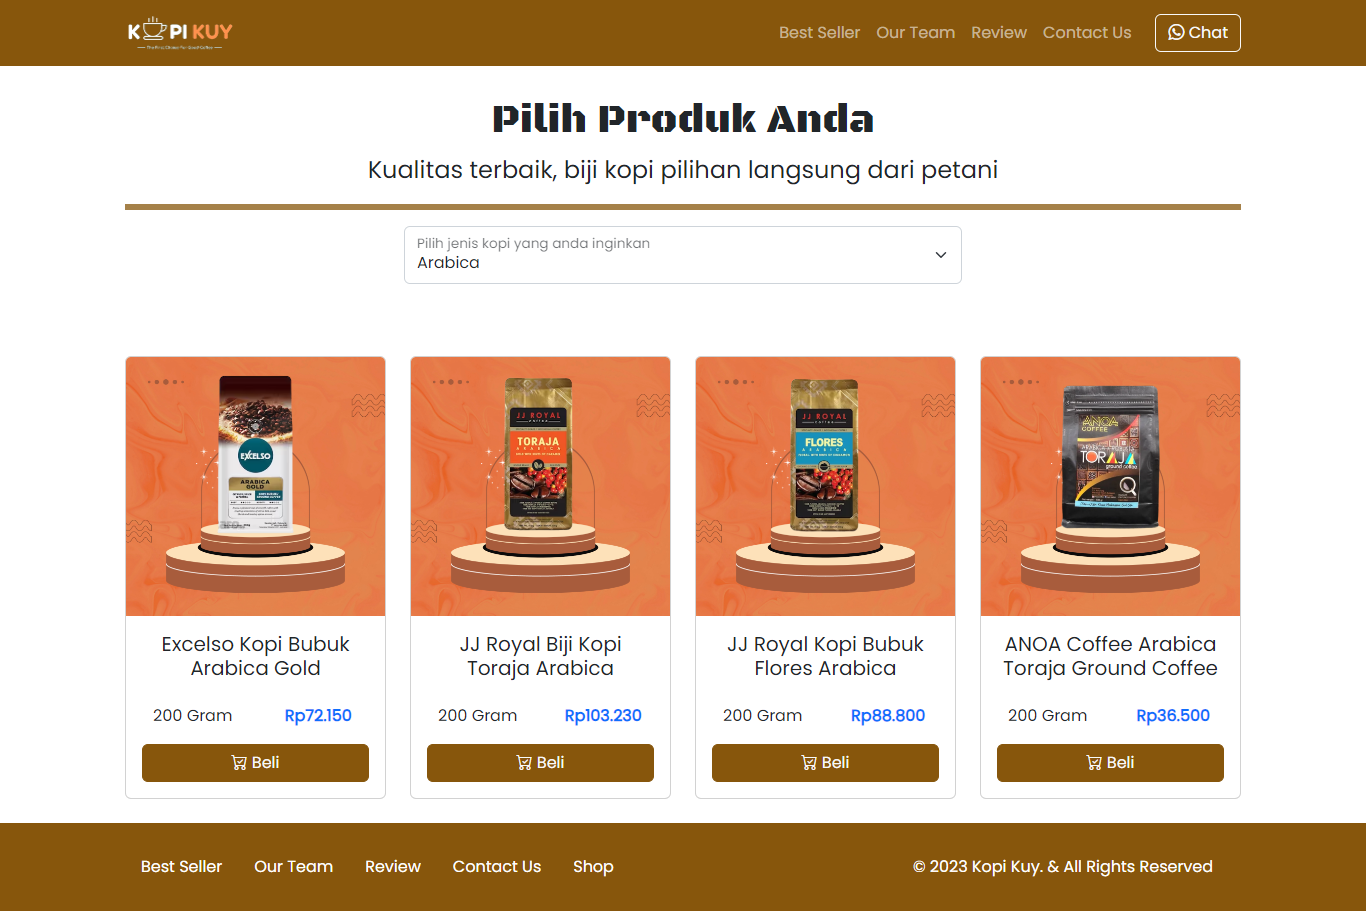 KOPI KUY
Best Seller
Our Team
Review
Contact Us
Chat
Pilih Produk Anda
Kualitas terbaik, biji kopi pilihan langsung dari petani
Pilih jenis kopi yang anda inginkan
Arabica
EXCELSO
ARABICA
GOLD
JJ ROYAL
coffee
TORAJA
ARABICA
JJ ROYAL
coffee
FLORES
ARABICA
ANOA
COFFEE
TORAJA
ground coffee
Excelso Kopi Bubuk
Arabica Gold
200 Gram
Rp72.150
Beli
JJ Royal Biji Kopi
Toraja Arabica
200 Gram
Rp103.230
Beli
JJ Royal Kopi Bubuk
Flores Arabica
200 Gram
Rp88.800
Beli
ANOA Coffee Arabica
Toraja Ground Coffee
200 Gram
Rp36.500
Beli
Best Seller
Our Team
Review
Contact Us
Shop
© 2023 Kopi Kuy. & All Rights Reserved